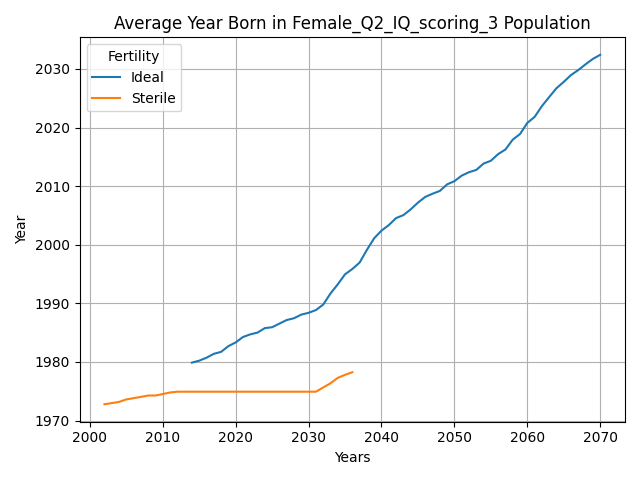 Average Year Born in Female_Q2_IQ_scoring_3 Population
Fertility
Ideal
Sterile
Year
2030
2020
2010
2000
1990
1980
1970
2000 2010 2020 2030 2040 2050 2060 2070
Years